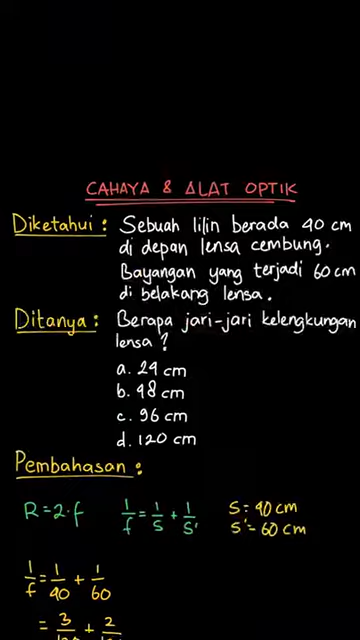 CAHAYA & ALAT OPTIK
Diketahui : Sebuah lilin berada 40 cm
di depan lensa cembung.
Bayangan yang terjadi 60 cm
di belakang lensa.
Ditanya : Berapa jari-jari kelengkungan
lensa ?
a. 24 cm
b. 48 cm
c. 96 cm
d. 120 cm
Pembahasan :
R = 2.f 1/f = 1/S + 1/S' S = 40 cm
S' = 60 cm
1/f = 1/40 + 1/60
= 3 + 2